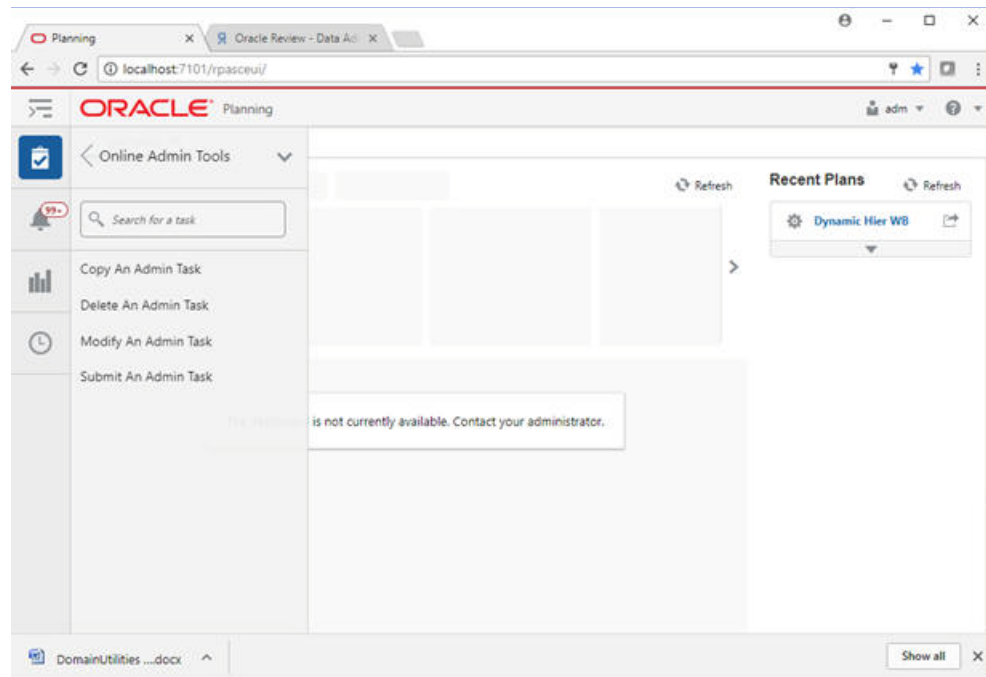 Planning
Oracle Review - Data Ad
localhost:7101/rpasceui/
ORACLE Planning
adm
Online Admin Tools
99+
Search for a task
Copy An Admin Task
Delete An Admin Task
Modify An Admin Task
Submit An Admin Task
Refresh
Recent Plans
Refresh
Dynamic Hier WB
is not currently available. Contact your administrator.
DomainUtilities ....docx
Show all